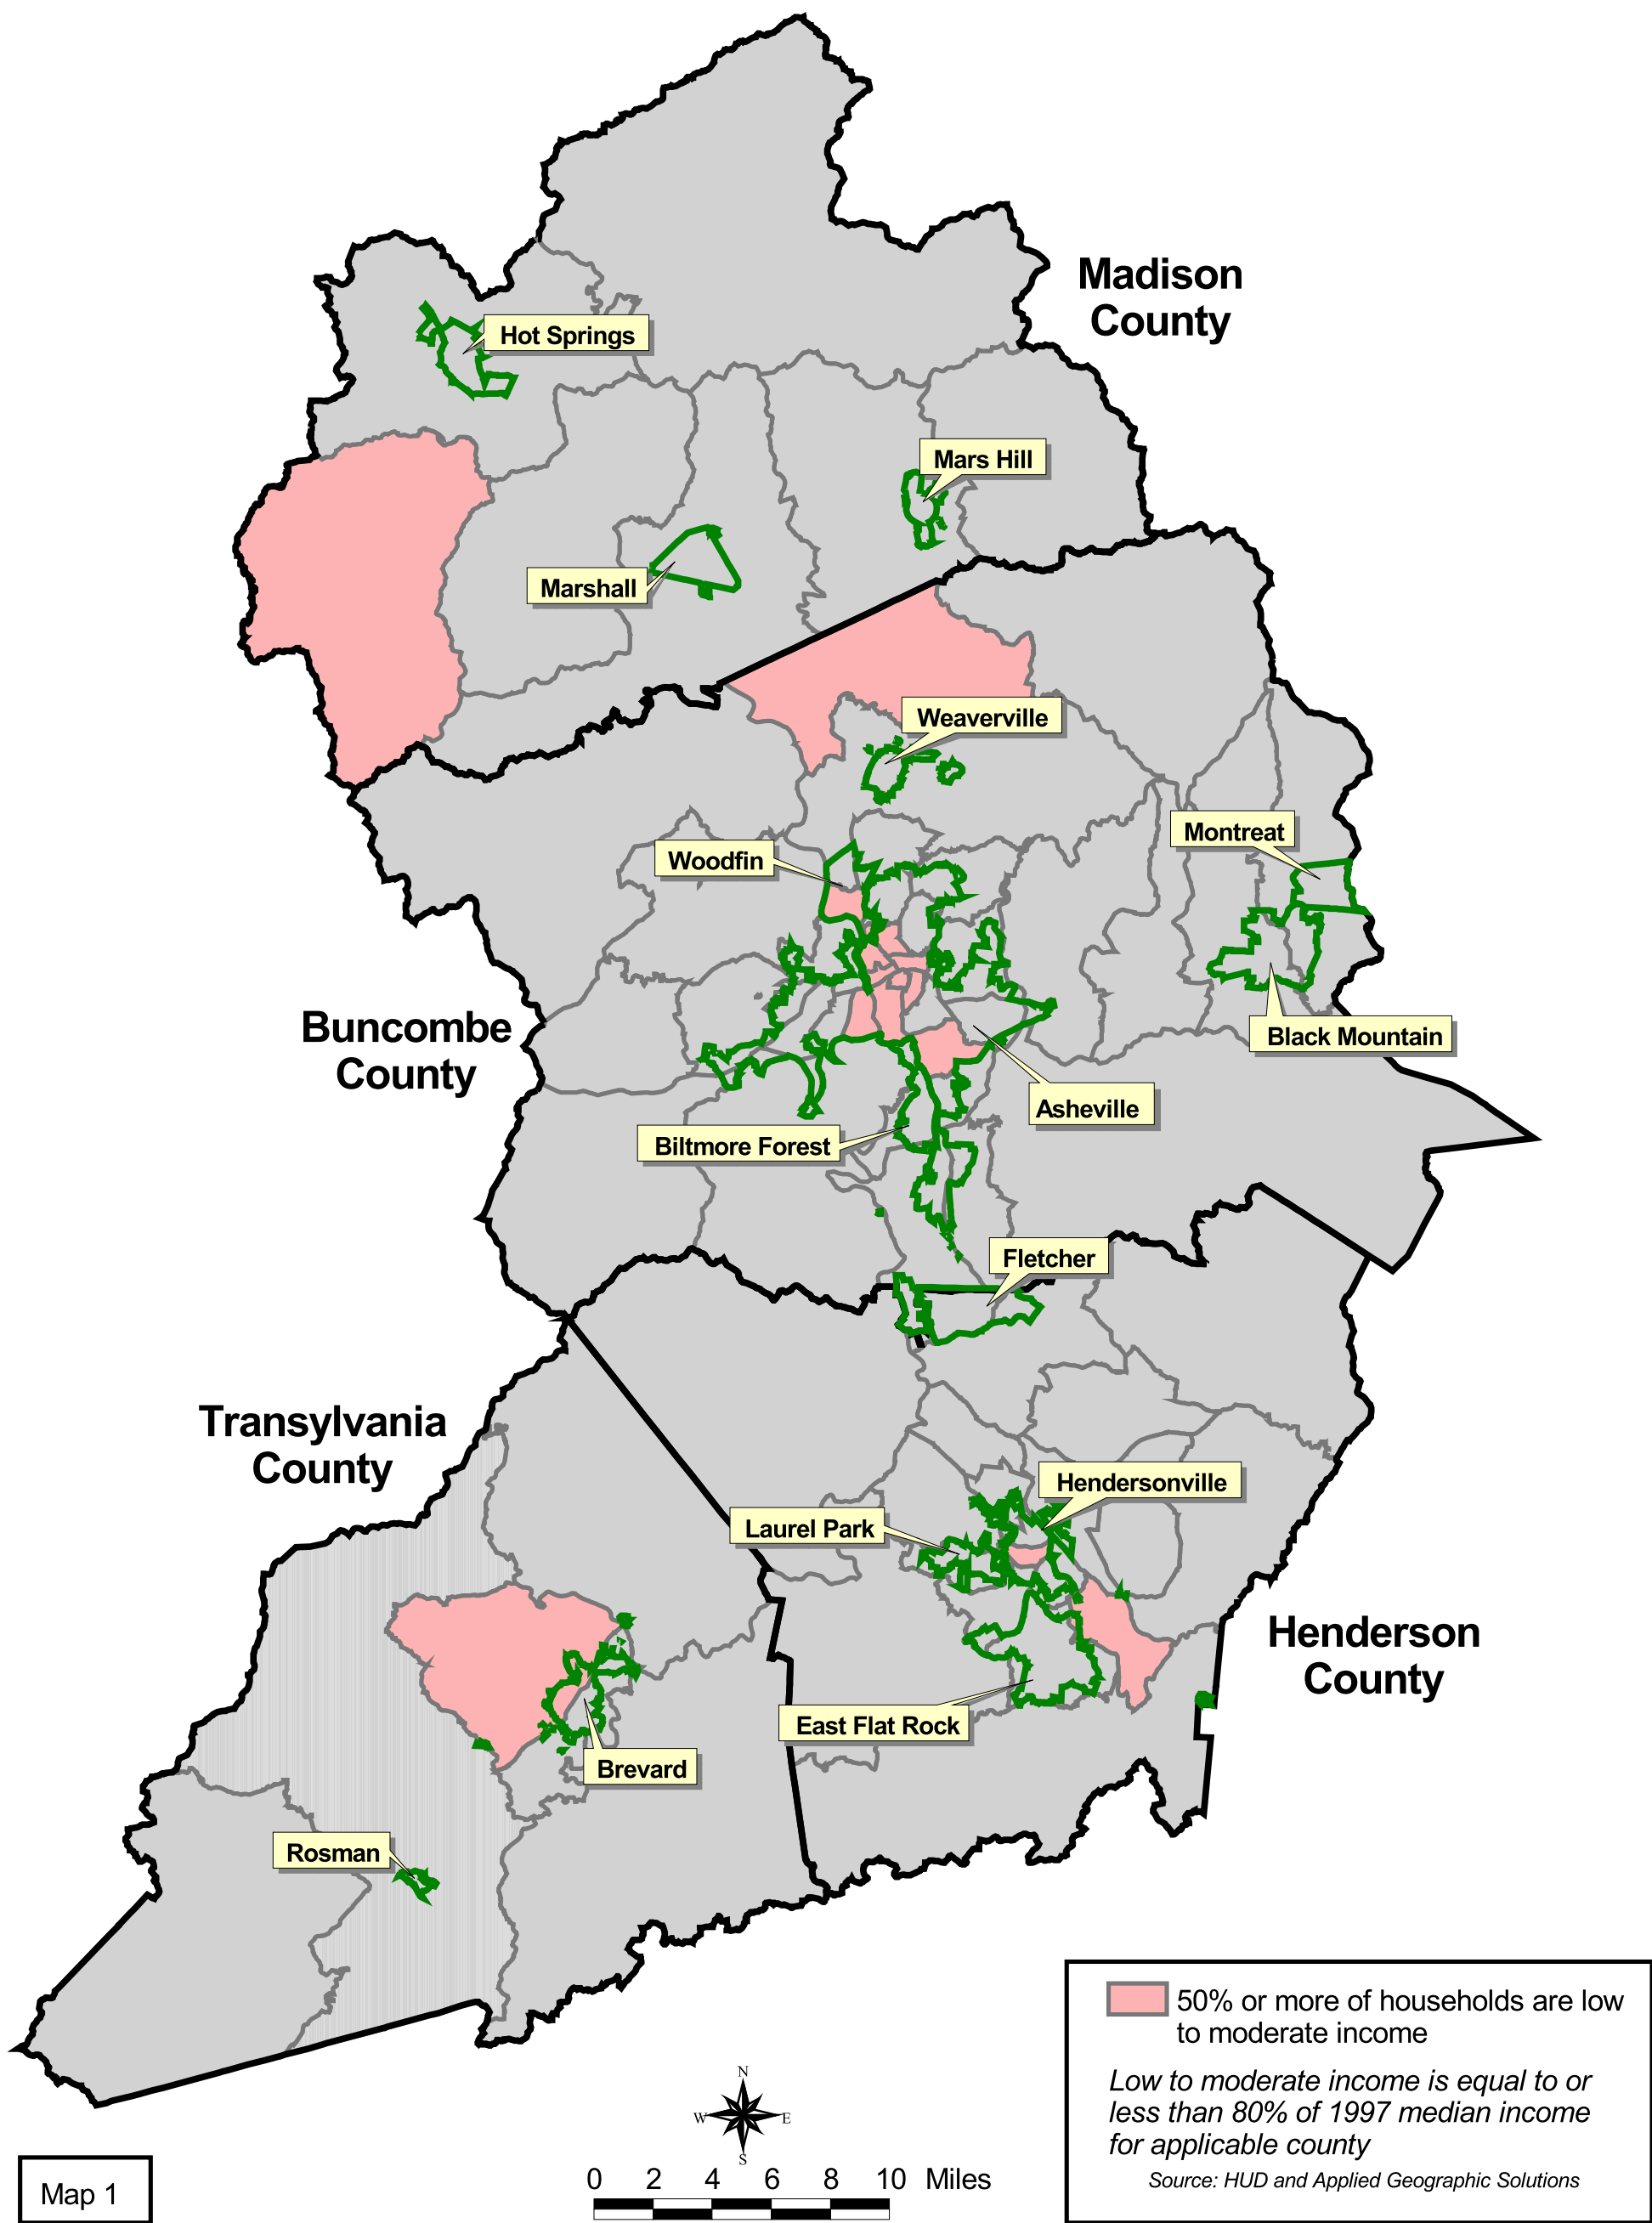 Madison
County
Hot Springs
Mars Hill
Marshall
Weaverville
Montreat
Woodfin
Buncombe
County
Black Mountain
Asheville
Biltmore Forest
Fletcher
Transylvania
County
Hendersonville
Laurel Park
Henderson
County
East Flat Rock
Brevard
Rosman
50% or more of households are low
to moderate income
Low to moderate income is equal to or
less than 80% of 1997 median income
for applicable county
Source: HUD and Applied Geographic Solutions
N
W E
S
0 2 4 6 8 10 Miles
Map 1